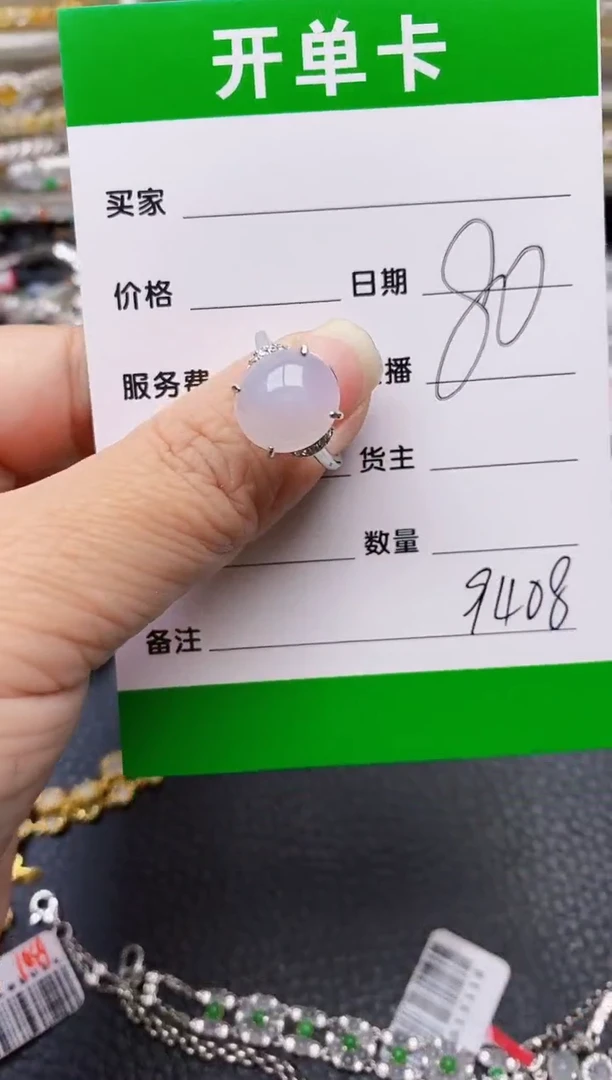 开单卡
买家
价格 日期 80
服务费 播
货主
数量
9408
备注